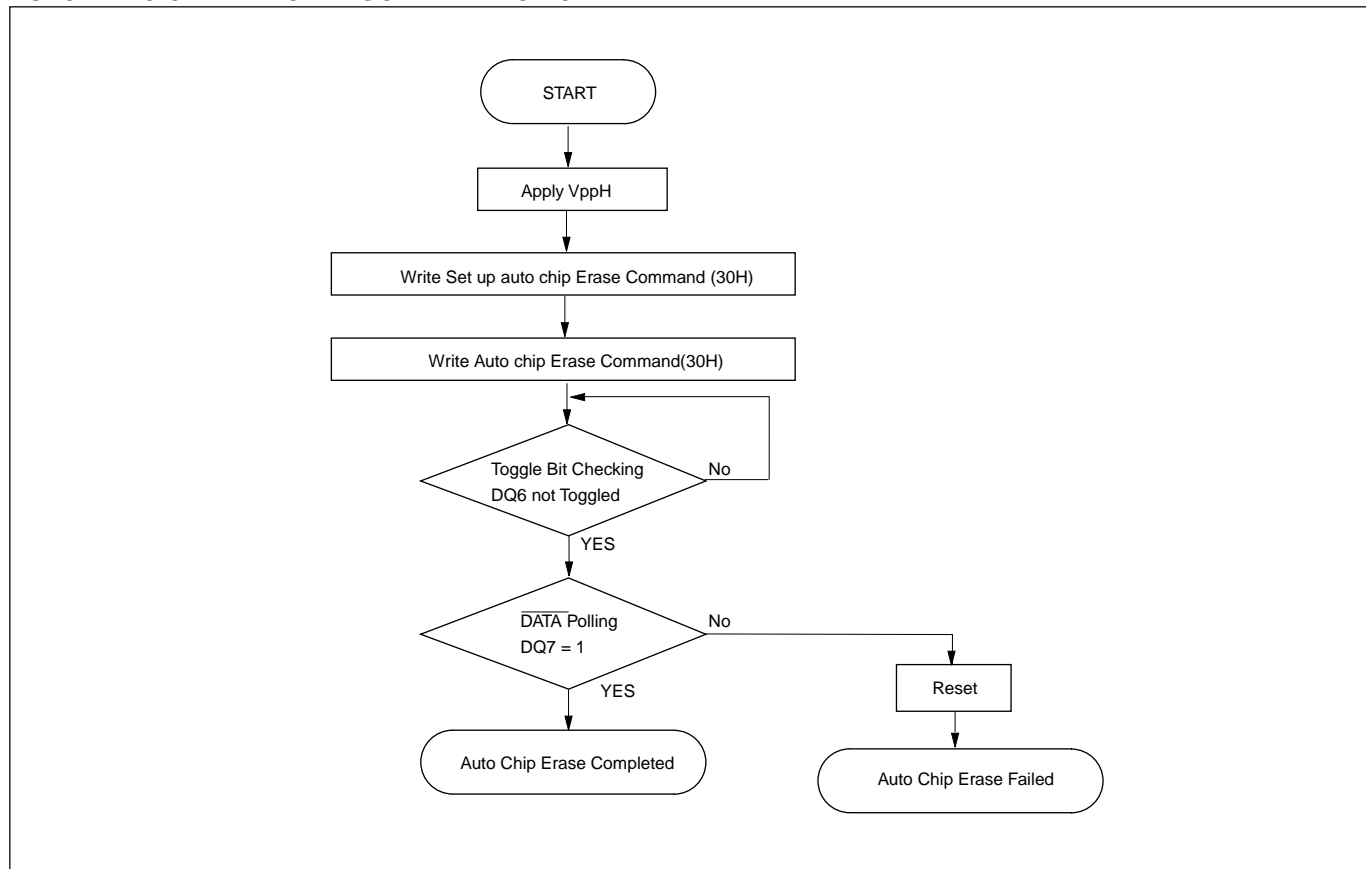 START
Apply VppH
Write Set up auto chip Erase Command (30H)
Write Auto chip Erase Command(30H)
Toggle Bit Checking
DQ6 not Toggled
No
YES
DATA Polling
DQ7 = 1
No
YES
Reset
Auto Chip Erase Completed
Auto Chip Erase Failed